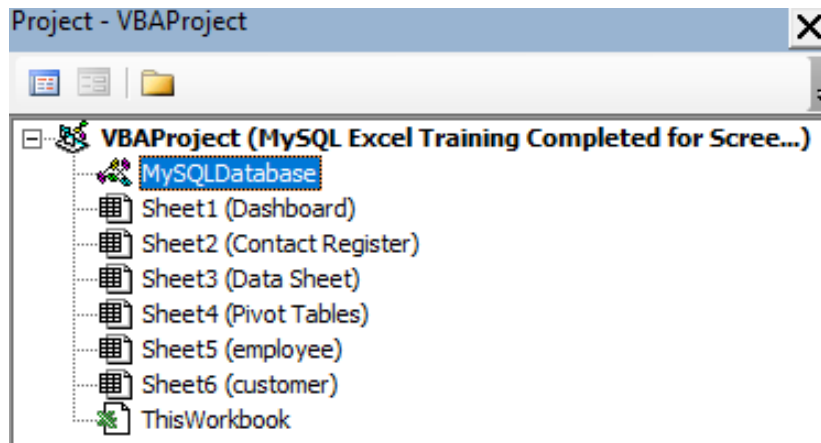 Project - VBAProject
VBAProject (MySQL Excel Training Completed for Scree...)
MySQLDatabase
Sheet1 (Dashboard)
Sheet2 (Contact Register)
Sheet3 (Data Sheet)
Sheet4 (Pivot Tables)
Sheet5 (employee)
Sheet6 (customer)
ThisWorkbook